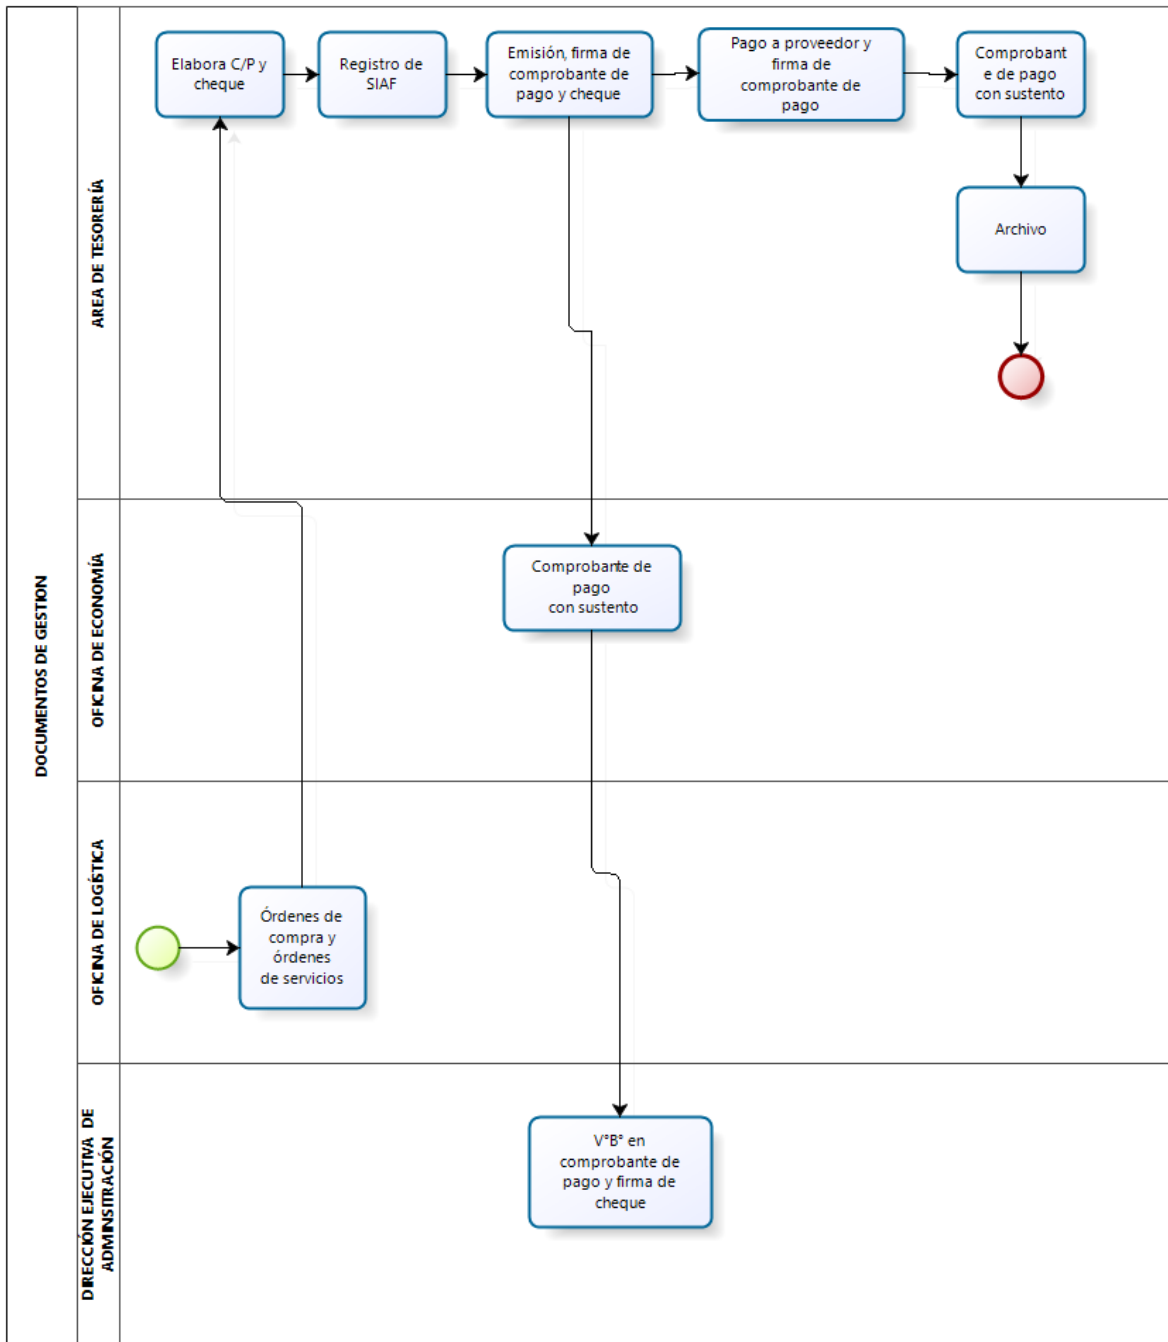 DOCUMENTOS DE GESTION
AREA DE TESORERÍA
Elabora C/P y
cheque
Registro de
SIAF
Emisión, firma de
comprobante de
pago y cheque
Pago a proveedor y
firma de
comprobante de
pago
Comprobant
e de pago
con sustento
Archivo
OFICINA DE ECONOMÍA
Comprobante de
pago
con sustento
OFICINA DE LOGÍSTICA
Órdenes de
compra y
órdenes
de servicios
DIRECCIÓN EJECUTIVA DE
ADMINSITRACIÓN
V°B° en
comprobante de
pago y firma de
cheque